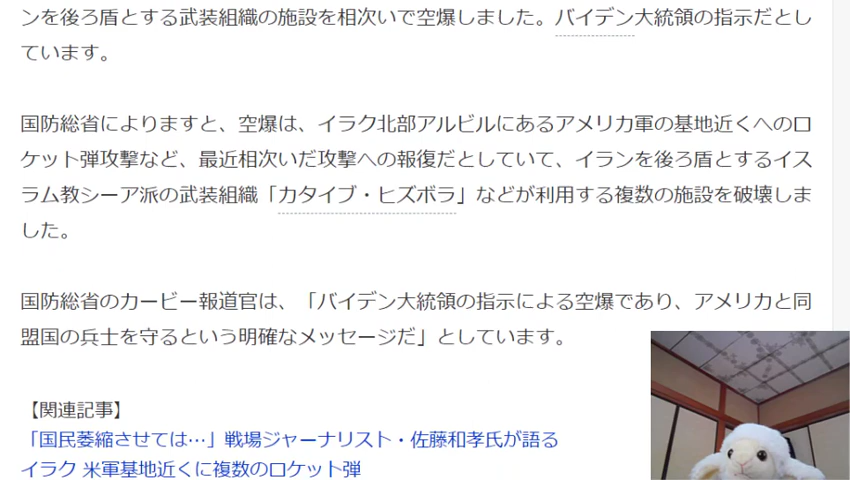 ンを後ろ盾とする武装組織の施設を相次いで空爆しました。バイデン大統領の指示だとし
ています。
国防総省によりますと、空爆は、イラク北部アルビルにあるアメリカ軍の基地近くへのロ
ケット弾攻撃など、最近相次いだ攻撃への報復だとしていて、イランを後ろ盾とするイス
ラム教シーア派の武装組織「カタイブ・ヒズボラ」などが利用する複数の施設を破壊しま
した。
国防総省のカービー報道官は、「バイデン大統領の指示による空爆であり、アメリカと同
盟国の兵士を守るという明確なメッセージだ」としています。
【関連記事】
「国民萎縮させては…」戦場ジャーナリスト・佐藤和孝氏が語る
イラク 米軍基地近くに複数のロケット弾